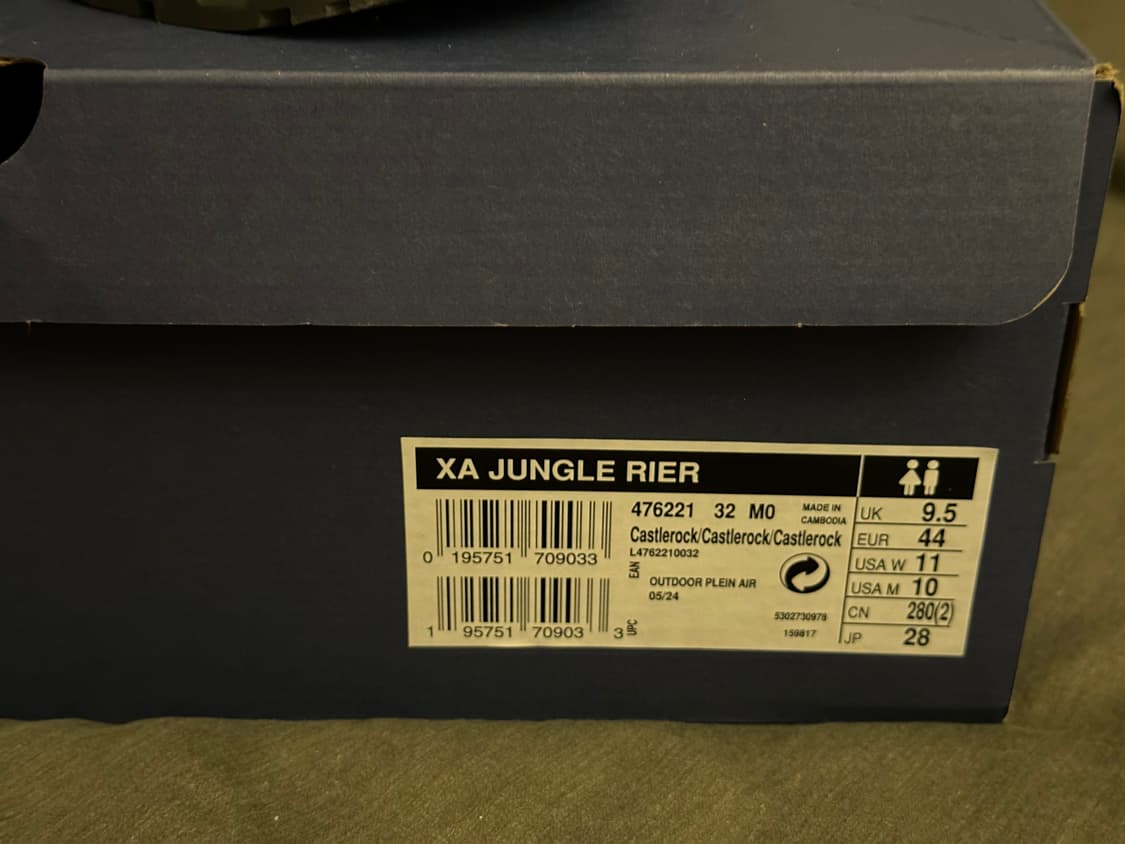 XA JUNGLE RIER
476221 32 M0
MADE IN
CAMBODIA
Castlerock/Castlerock/Castlerock
L4762210032
0 195751 709033
EAN
OUTDOOR PLEIN AIR
05/24
1 95751 70903 3
UPC
5302730978
159817
UK 9.5
EUR 44
USA W 11
USA M 10
CN 280(2)
JP 28